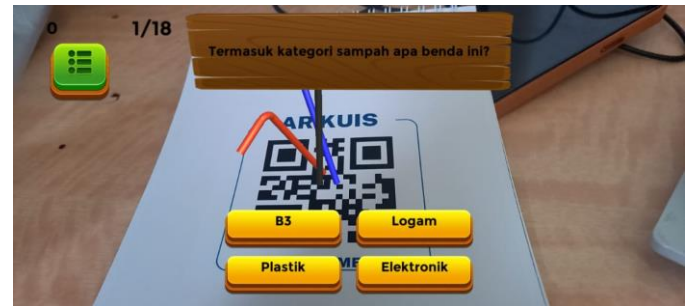 0 1/18
Termasuk kategori sampah apa benda ini?
AR KUIS
B3 Logam
Plastik Elektronik